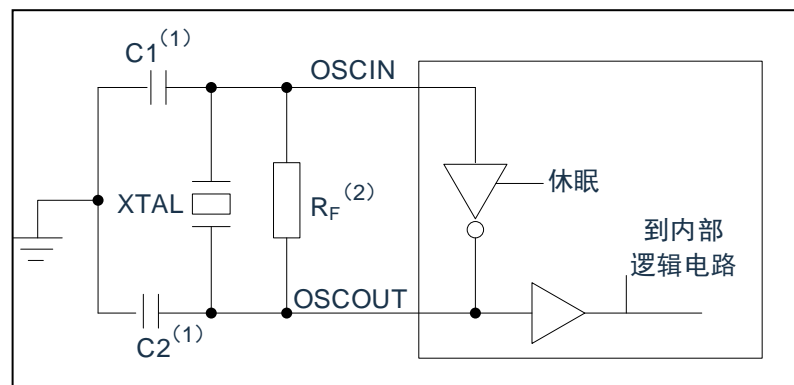 C1(1)
OSCIN
休眠
XTAL
RF(2)
到内部
逻辑电路
OSCOUT
C2(1)